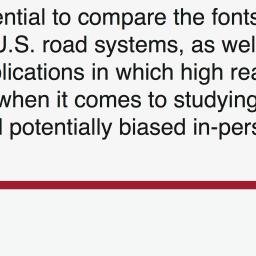 ential to compare the fonts
U.S. road systems, as wel
plications in which high rea
when it comes to studying
potentially biased in-pers